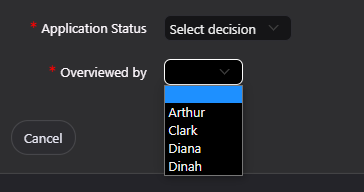 * Application Status Select decision
* Overviewed by
Arthur
Clark
Diana
Dinah
Cancel